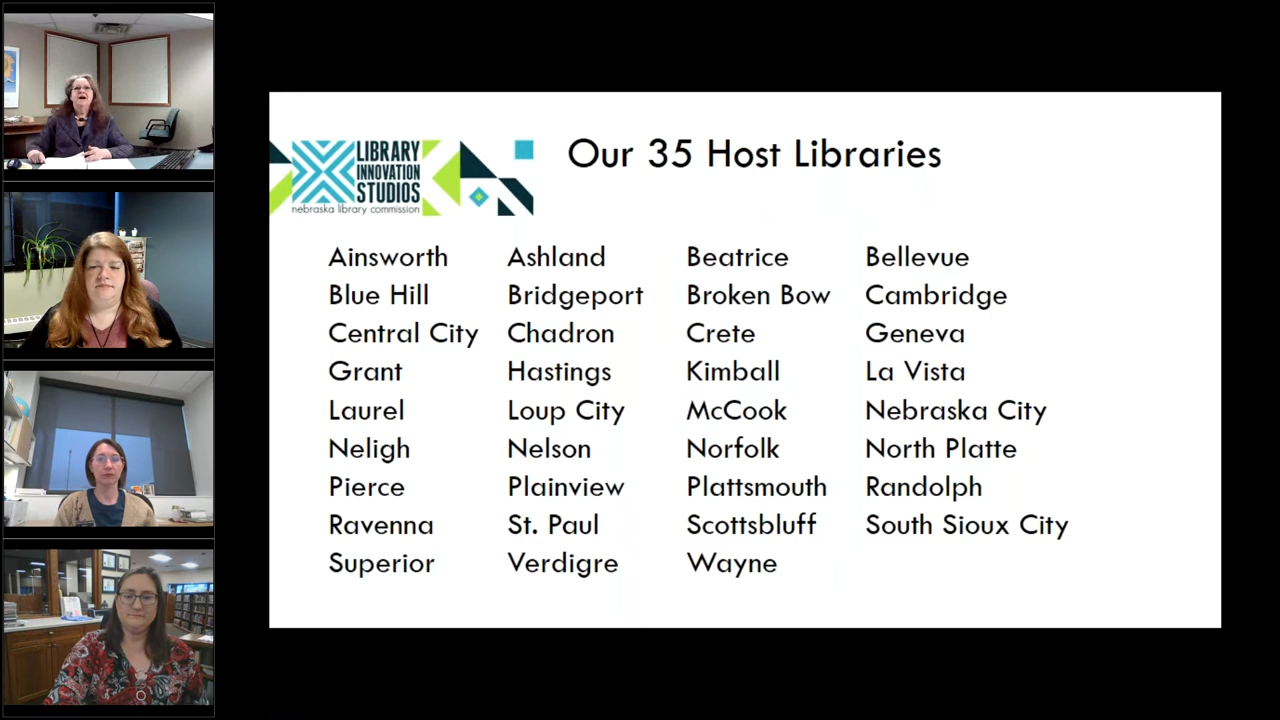 LIBRARY
INNOVATION
STUDIOS
nebraska library commission
Our 35 Host Libraries
Ainsworth Ashland Beatrice Bellevue
Blue Hill Bridgeport Broken Bow Cambridge
Central City Chadron Crete Geneva
Grant Hastings Kimball La Vista
Laurel Loup City McCook Nebraska City
Neligh Nelson Norfolk North Platte
Pierce Plainview Plattsmouth Randolph
Ravenna St. Paul Scottsbluff South Sioux City
Superior Verdigre Wayne